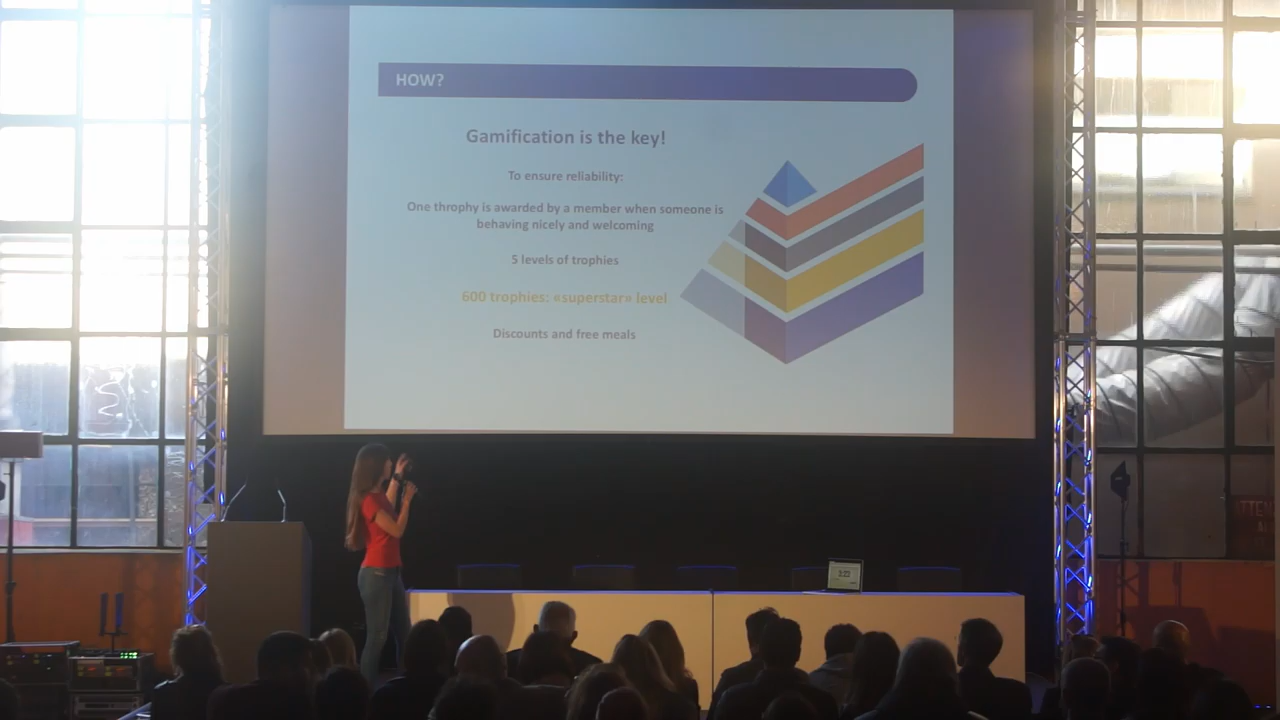 HOW?
Gamification is the key!
To ensure reliability:
One throphy is awarded by a member when someone is
behaving nicely and welcoming
5 levels of trophies
600 trophies: «superstar» level
Discounts and free meals